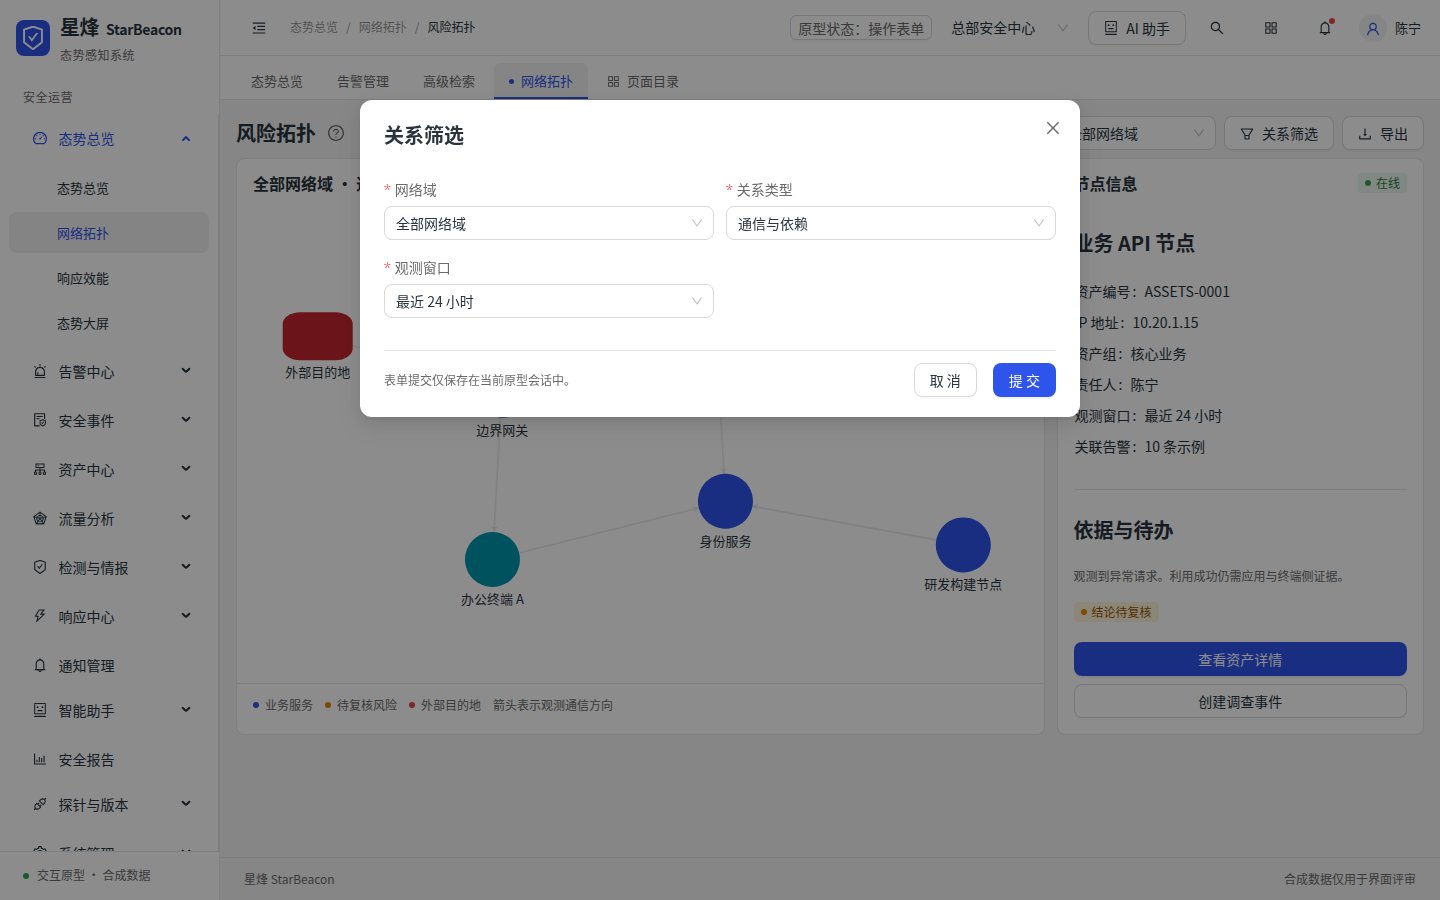 星烽 StarBeacon
态势感知系统
安全运营
态势总览
态势总览
网络拓扑
响应效能
态势大屏
告警中心
安全事件
资产中心
流量分析
检测与情报
响应中心
通知管理
智能助手
安全报告
探针与版本
交互原型 · 合成数据
态势总览 / 网络拓扑 / 风险拓扑
原型状态：操作表单
总部安全中心
AI 助手
陈宁
态势总览
告警管理
高级检索
网络拓扑
页面目录
风险拓扑
部网络域
关系筛选
导出
全部网络域 ·
外部目的地
边界网关
身份服务
办公终端 A
研发构建节点
业务服务
待复核风险
外部目的地
箭头表示观测通信方向
关系筛选
* 网络域
* 关系类型
全部网络域
通信与依赖
* 观测窗口
最近 24 小时
表单提交仅保存在当前原型会话中。
取 消
提 交
节点信息
在线
业务 API 节点
资产编号：ASSETS-0001
IP 地址：10.20.1.15
资产组：核心业务
责任人：陈宁
观测窗口：最近 24 小时
关联告警：10 条示例
依据与待办
观测到异常请求。利用成功仍需应用与终端侧证据。
结论待复核
查看资产详情
创建调查事件
星烽 StarBeacon
合成数据仅用于界面评审